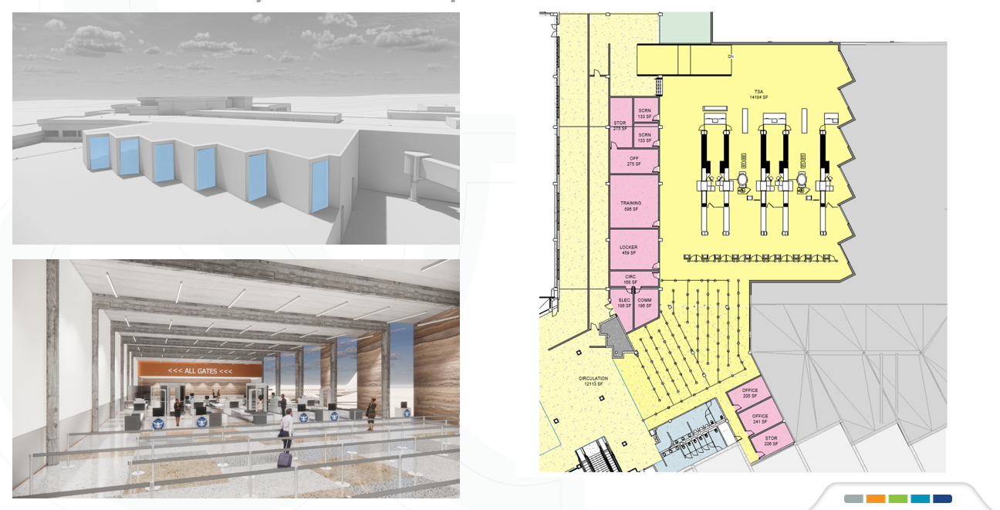 <<< ALL GATES <<<
DN
TSA
14184 SF
STOR
275 SF
SCRN
133 SF
SCRN
133 SF
OFF
275 SF
TRAINING
596 SF
LOCKER
459 SF
CIRC
168 SF
ELEC
186 SF
COMM
196 SF
CIRCULATION
12113 SF
OFFICE
205 SF
OFFICE
241 SF
STOR
206 SF